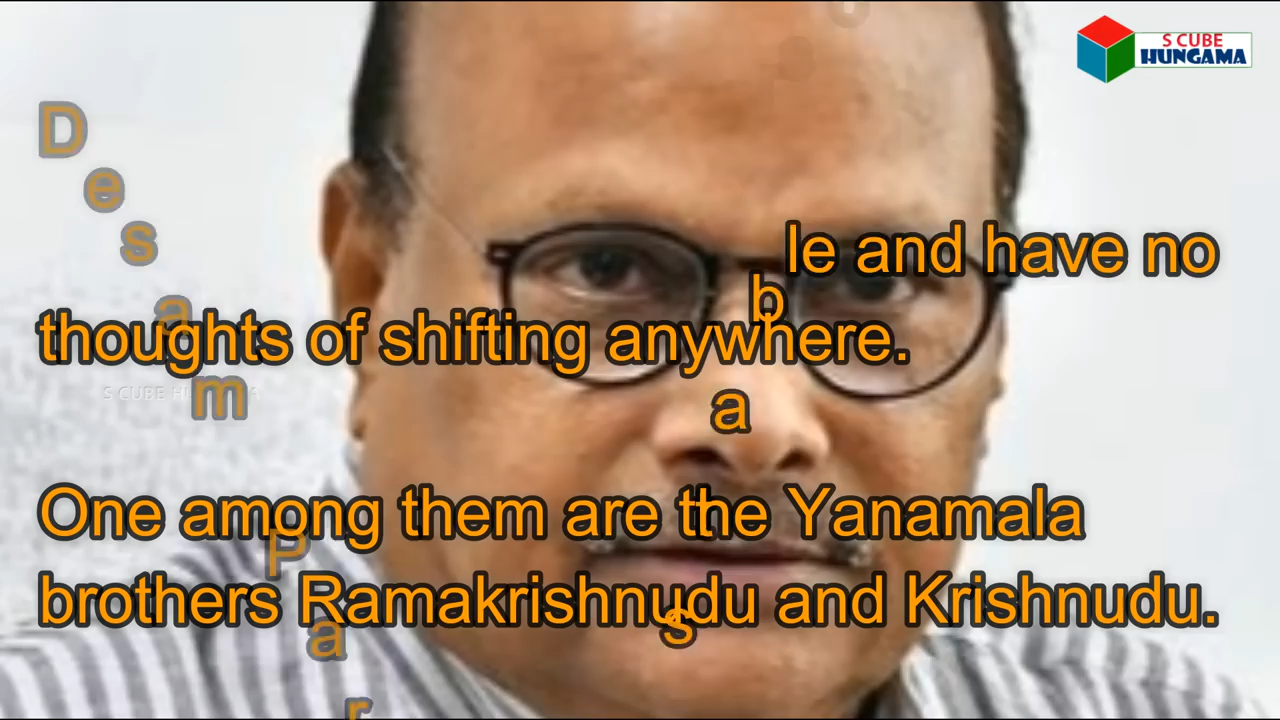 S CUBE
HUNGAMA
D
e
s
a
m
P
a
r
s
a
b
le and have no
thoughts of shifting anywhere.
One among them are the Yanamala
brothers Ramakrishnudu and Krishnudu.